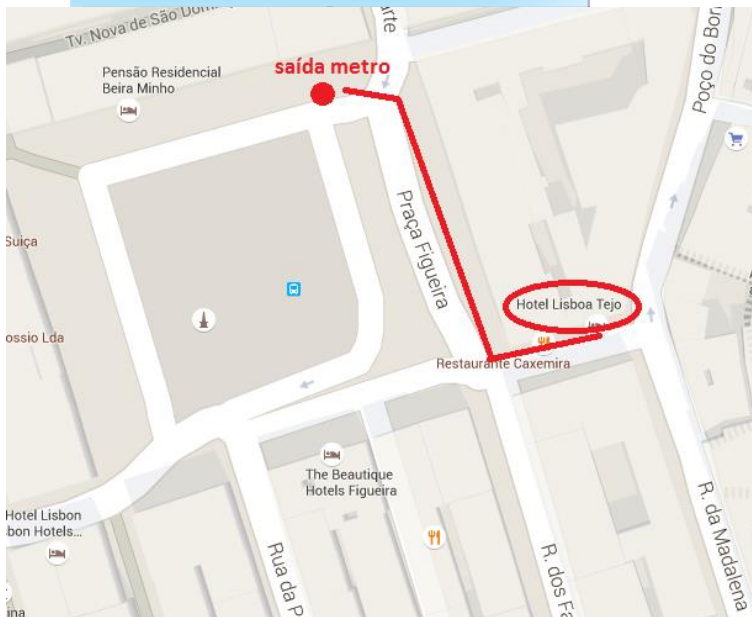 arte
Tv. Nova de São Dom
saída metro
Pensão Residencial
Beira Minho
Poço do Bor
Suiça
Praça Figueira
Hotel Lisboa Tejo
ossio Lda
Restaurante Caxemira
The Beautique
Hotels Figueira
Hotel Lisbon
bon Hotels...
R. da Madalena
Rua da P
R. dos Fa
ina